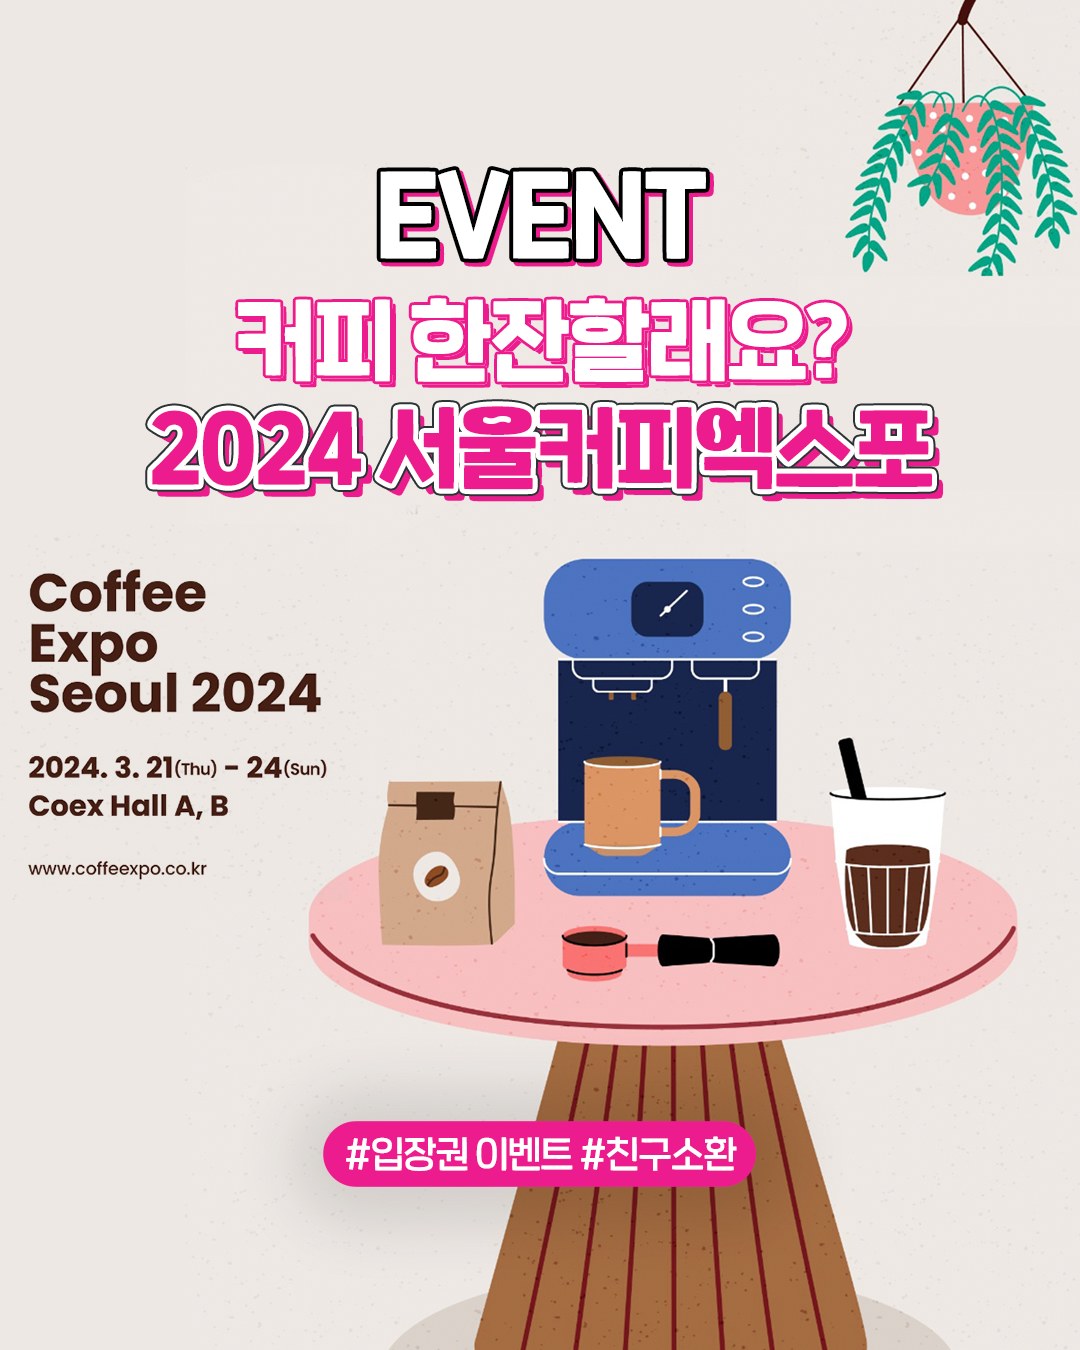 EVENT
커피 한잔할래요?
2024 서울커피엑스포
Coffee
Expo
Seoul 2024
2024. 3. 21(Thu) - 24(Sun)
Coex Hall A, B
www.coffeexpo.co.kr
#입장권 이벤트 #친구소환